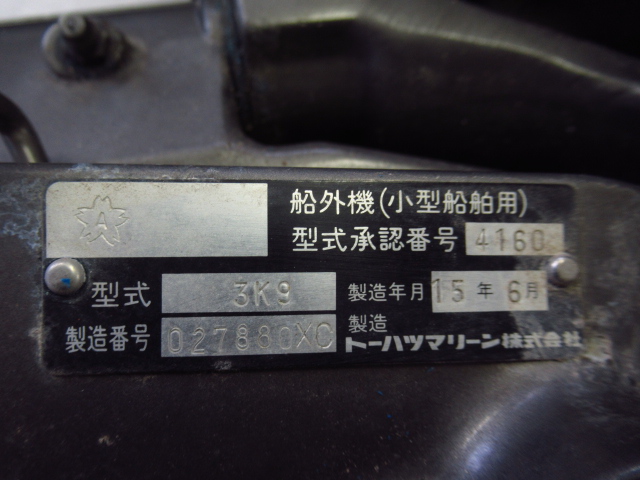 A
船外機(小型船舶用)
型式承認番号 4160
型式 3K9
製造年月 15年 6月
製造番号 027880XC
製造
トーハツマリーン株式会社